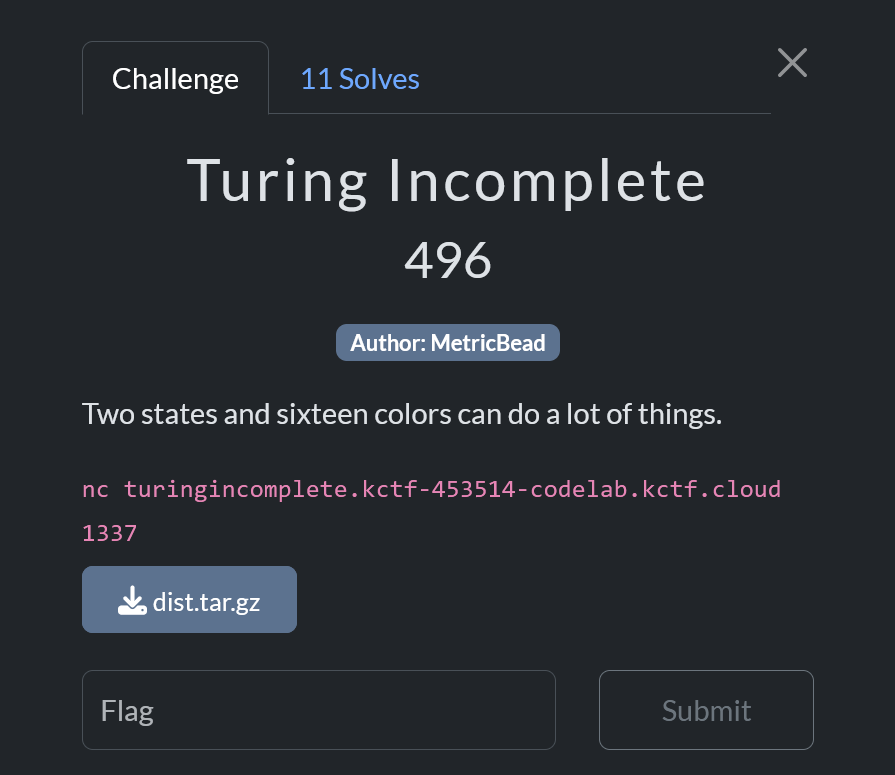 Challenge
11 Solves
Turing Incomplete
496
Author: MetricBead
Two states and sixteen colors can do a lot of things.
nc turingincomplete.kctf-453514-codelab.kctf.cloud
1337
dist.tar.gz
Flag
Submit